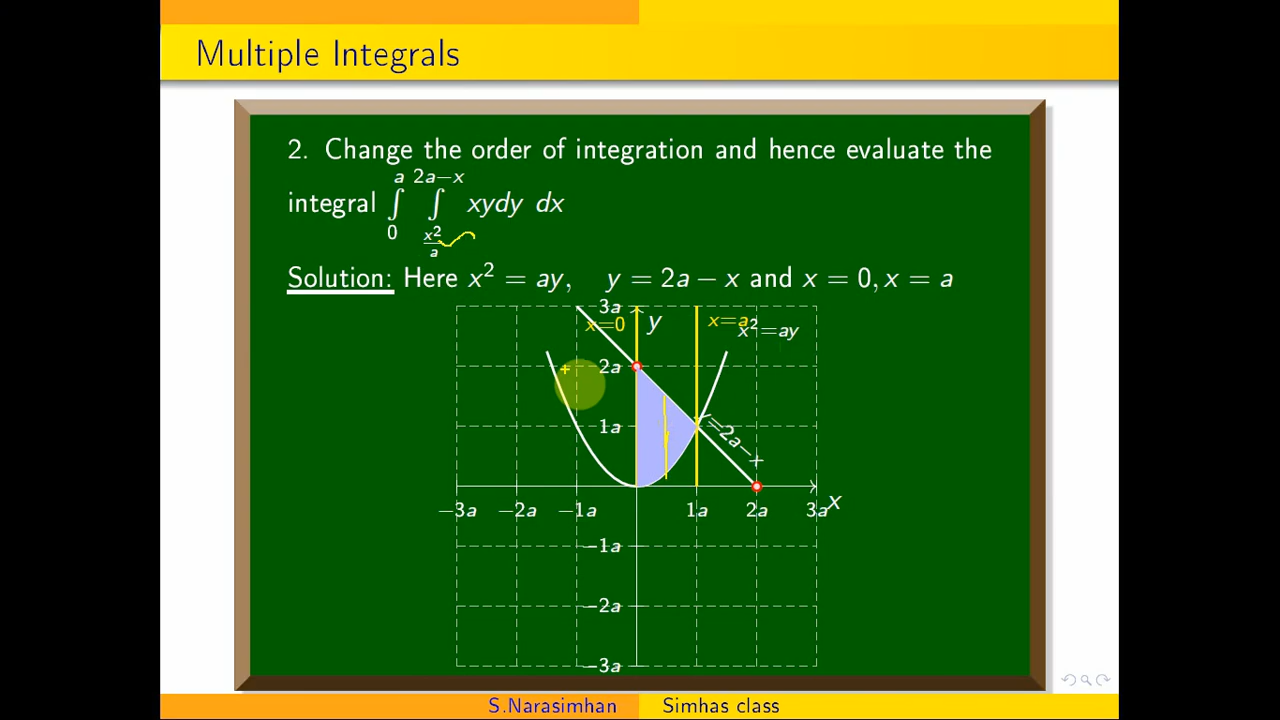 Multiple Integrals
2. Change the order of integration and hence evaluate the
integral ∫₀ᵃ ∫_{x²/a}^{2a−x} xydy dx
Solution: Here x² = ay, y = 2a − x and x = 0, x = a
3a
x=0
y
x=a
x²=ay
2a
1a
y=2a−x
−3a −2a −1a 1a 2a 3a x
−1a
−2a
−3a
S.Narasimhan Simhas class